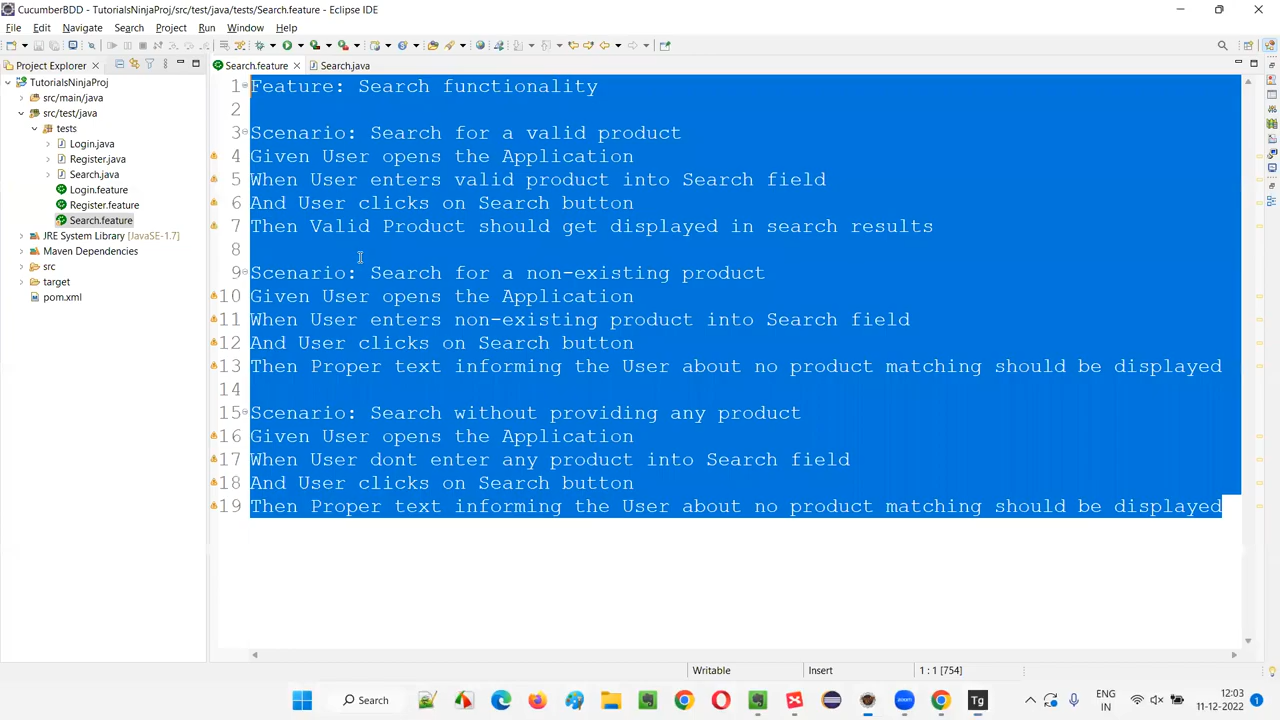 CucumberBDD - TutorialsNinjaProj/src/test/java/tests/Search.feature - Eclipse IDE
File Edit Navigate Search Project Run Window Help
Project Explorer
Search.feature
Search.java
TutorialsNinjaProj
src/main/java
src/test/java
tests
Login.java
Register.java
Search.java
Login.feature
Register.feature
Search.feature
JRE System Library [JavaSE-1.7]
Maven Dependencies
src
target
pom.xml
1 Feature: Search functionality
2
3 Scenario: Search for a valid product
4 Given User opens the Application
5 When User enters valid product into Search field
6 And User clicks on Search button
7 Then Valid Product should get displayed in search results
8
9 Scenario: Search for a non-existing product
10 Given User opens the Application
11 When User enters non-existing product into Search field
12 And User clicks on Search button
13 Then Proper text informing the User about no product matching should be displayed
14
15 Scenario: Search without providing any product
16 Given User opens the Application
17 When User dont enter any product into Search field
18 And User clicks on Search button
19 Then Proper text informing the User about no product matching should be displayed
Writable Insert 1 : 1 [754]
Search
Tg
ENG
IN
12:03
11-12-2022
1